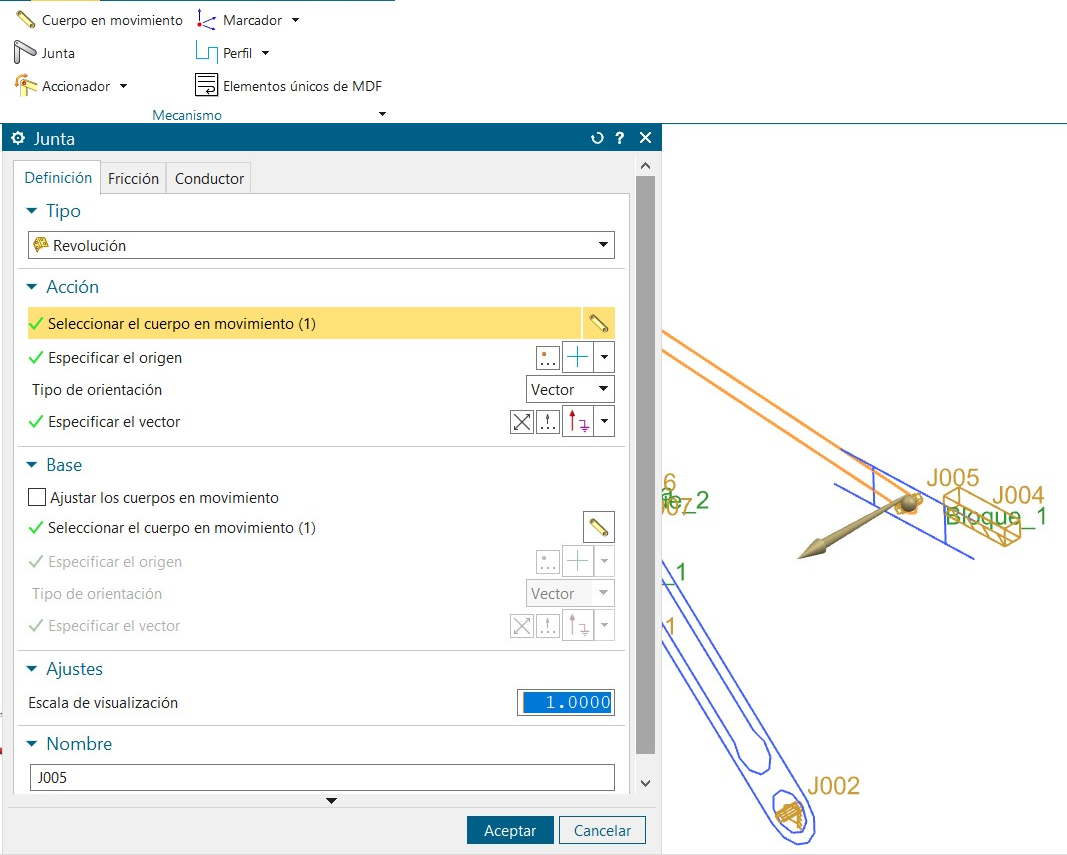 Cuerpo en movimiento Marcador
Junta Perfil
Accionador Elementos únicos de MDF
Mecanismo
Junta
Definición Fricción Conductor
Tipo
Revolución
Acción
Seleccionar el cuerpo en movimiento (1)
Especificar el origen
Tipo de orientación Vector
Especificar el vector
Base
Ajustar los cuerpos en movimiento
Seleccionar el cuerpo en movimiento (1)
Especificar el origen
Tipo de orientación Vector
Especificar el vector
Ajustes
Escala de visualización 1.0000
Nombre
J005
Aceptar Cancelar
J005
J004
Bloque_1
_2
_1
1
J002